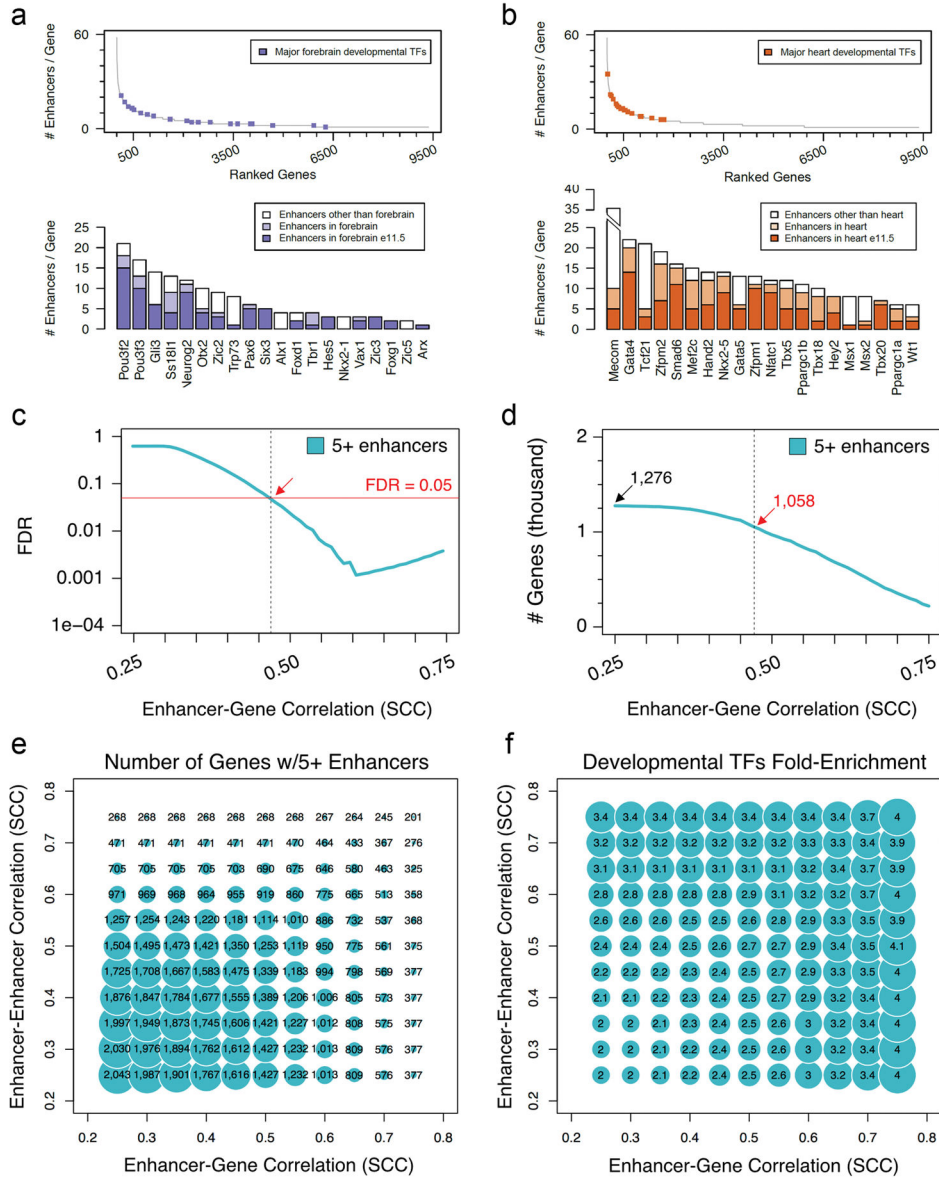 a
60
0
# Enhancers / Gene
Major forebrain developmental TFs
500 3500 6500 9500
Ranked Genes
25
20
15
10
5
0
# Enhancers / Gene
Enhancers other than forebrain
Enhancers in forebrain
Enhancers in forebrain e11.5
Pou3f2 Pou3f3 Gli3 Ss18l1 Neurog2 Otx2 Zic2 Trp73 Pax6 Six3 Alx1 Foxd1 Tbr1 Hes5 Nkx2-1 Vax1 Zic3 Foxg1 Zic5 Arx
b
60
0
# Enhancers / Gene
Major heart developmental TFs
500 3500 6500 9500
Ranked Genes
40
35
25
20
15
10
5
0
# Enhancers / Gene
Enhancers other than heart
Enhancers in heart
Enhancers in heart e11.5
Mecom Gata4 Tcf21 Zfpm2 Smad6 Mef2c Hand2 Nkx2-5 Gata5 Zfpm1 Nfatc1 Tbx5 Ppargc1b Tbx18 Hey2 Msx1 Msx2 Tbx20 Ppargc1a Wt1
c
1
0.1
0.01
0.001
1e-04
FDR
5+ enhancers
FDR = 0.05
0.25 0.50 0.75
Enhancer-Gene Correlation (SCC)
d
2
1
0
# Genes (thousand)
5+ enhancers
1,276
1,058
0.25 0.50 0.75
Enhancer-Gene Correlation (SCC)
e
Number of Genes w/5+ Enhancers
Enhancer-Enhancer Correlation (SCC)
0.8
268 268 268 268 268 268 268 267 264 245 201
0.7
471 471 471 471 471 471 470 464 433 367 276
705 705 705 705 703 690 675 646 580 463 325
0.6
971 969 968 964 955 919 860 775 665 513 358
1,257 1,254 1,243 1,220 1,181 1,114 1,010 886 732 537 368
0.5
1,504 1,495 1,473 1,421 1,350 1,253 1,119 950 775 561 375
1,725 1,708 1,667 1,583 1,475 1,339 1,183 994 798 569 377
0.4
1,876 1,847 1,784 1,677 1,555 1,389 1,206 1,006 805 573 377
1,997 1,949 1,873 1,745 1,606 1,421 1,227 1,012 808 575 377
0.3
2,030 1,976 1,894 1,762 1,612 1,427 1,232 1,013 809 576 377
2,043 1,987 1,901 1,767 1,616 1,427 1,232 1,013 809 576 377
0.2
0.2 0.3 0.4 0.5 0.6 0.7 0.8
Enhancer-Gene Correlation (SCC)
f
Developmental TFs Fold-Enrichment
Enhancer-Enhancer Correlation (SCC)
0.8
3.4 3.4 3.4 3.4 3.4 3.4 3.4 3.4 3.4 3.7 4
0.7
3.2 3.2 3.2 3.2 3.2 3.2 3.2 3.2 3.3 3.4 3.9
3.1 3.1 3.1 3.1 3.1 3.1 3.2 3.2 3.4 3.7 3.9
0.6
2.8 2.8 2.8 2.8 2.8 2.9 3.1 3.2 3.2 3.7 4
2.6 2.6 2.5 2.6 2.6 2.8 2.8 2.9 3.3 3.5 3.9
0.5
2.4 2.4 2.4 2.5 2.6 2.7 2.7 2.9 3.4 3.5 4.1
2.2 2.2 2.2 2.3 2.4 2.5 2.7 2.9 3.3 3.5 4
0.4
2.1 2.1 2.2 2.2 2.3 2.4 2.5 2.7 2.9 3.2 3.4 4
2 2 2.1 2.3 2.4 2.5 2.6 3 3.2 3.4 4
0.3
2 2 2.1 2.2 2.4 2.5 2.6 3 3.2 3.4 4
2 2 2.1 2.2 2.4 2.5 2.6 3 3.2 3.4 4
0.2
0.2 0.3 0.4 0.5 0.6 0.7 0.8
Enhancer-Gene Correlation (SCC)